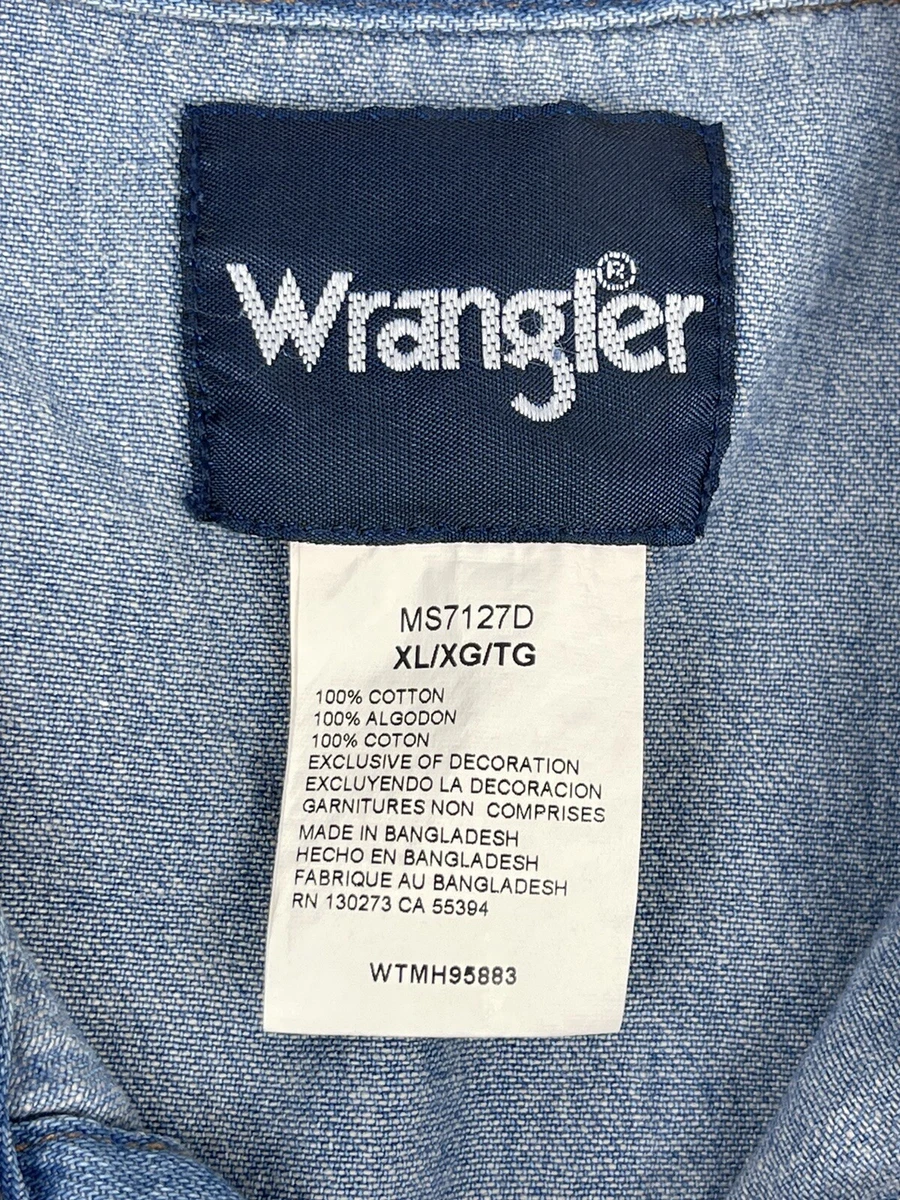 Wrangler®
MS7127D
XL/XG/TG
100% COTTON
100% ALGODON
100% COTON
EXCLUSIVE OF DECORATION
EXCLUYENDO LA DECORACION
GARNITURES NON COMPRISES
MADE IN BANGLADESH
HECHO EN BANGLADESH
FABRIQUE AU BANGLADESH
RN 130273 CA 55394
WTMH95883